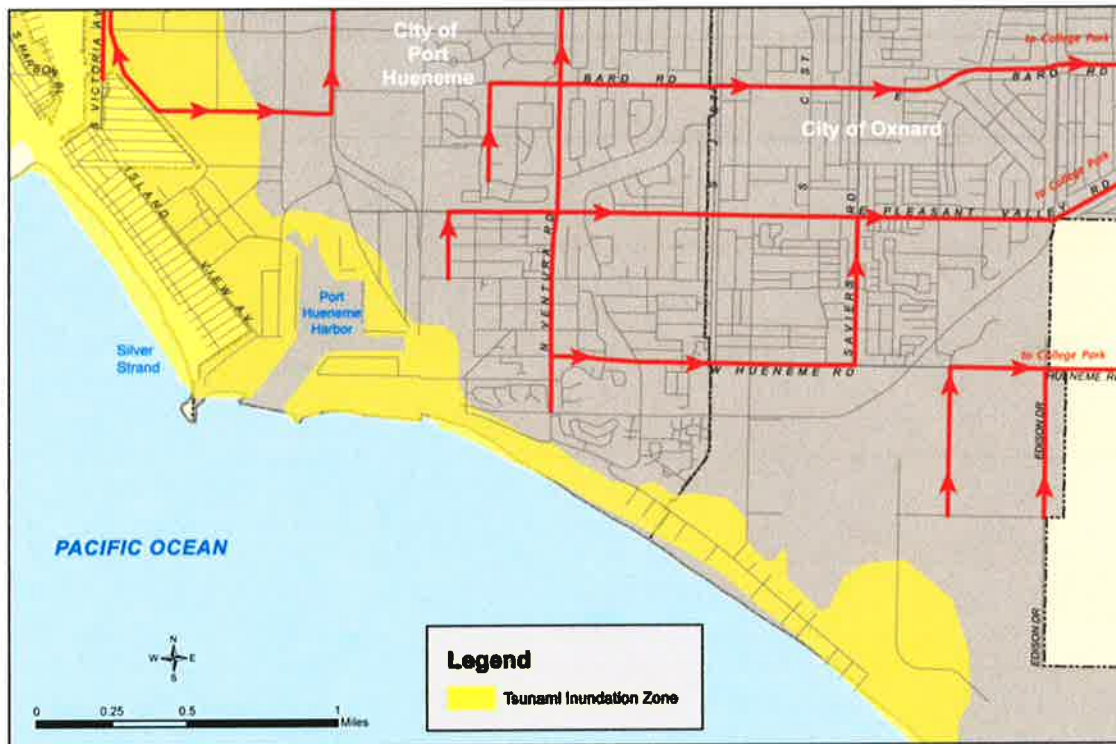 City of
Port
Hueneme
City of Oxnard
S HARBOR BL
S VICTORIA AV
BARD RD
E
BARD RD
to College Park
S J ST
S C ST
to College Park
E PLEASANT VALLEY RD
ISLAND VIEW AV
N VENTURA RD
SAVIERS RD
Port
Hueneme
Harbor
Silver
Strand
W HUENEME RD
to College Park
HUENEME RD
EDISON DR
EDISON DR
PACIFIC OCEAN
N
W E
S
0 0.25 0.5 1
Miles
Legend
Tsunami Inundation Zone